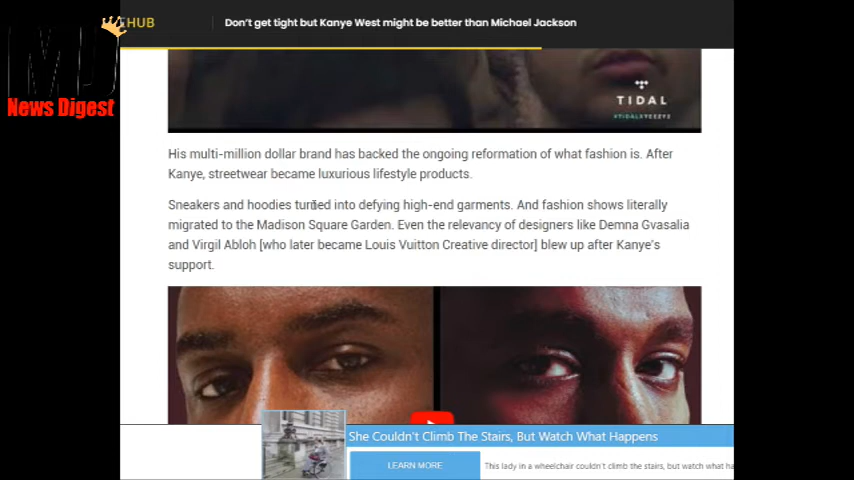 HUB
Don't get tight but Kanye West might be better than Michael Jackson
MJ
News Digest
TIDAL
#TIDALXYEEZYS
His multi-million dollar brand has backed the ongoing reformation of what fashion is. After
Kanye, streetwear became luxurious lifestyle products.
Sneakers and hoodies turned into defying high-end garments. And fashion shows literally
migrated to the Madison Square Garden. Even the relevancy of designers like Demna Gvasalia
and Virgil Abloh [who later became Louis Vuitton Creative director] blew up after Kanye's
support.
She Couldn't Climb The Stairs, But Watch What Happens
LEARN MORE
This lady in a wheelchair couldn't climb the stairs, but watch what ha